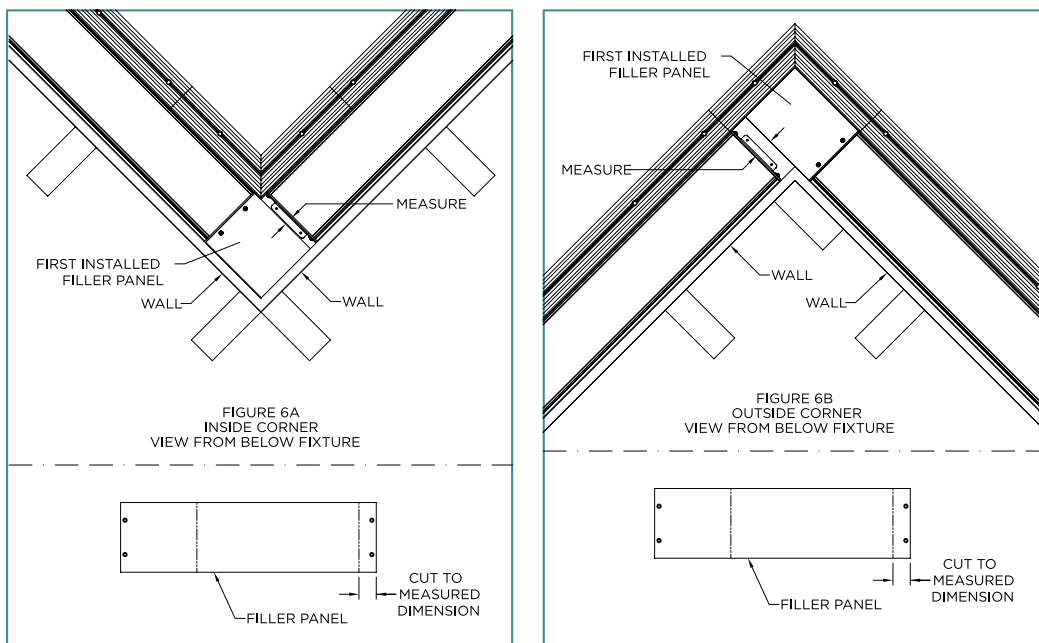 MEASURE
FIRST INSTALLED
FILLER PANEL
WALL
WALL
FIGURE 6A
INSIDE CORNER
VIEW FROM BELOW FIXTURE
CUT TO
MEASURED
DIMENSION
FILLER PANEL
FIRST INSTALLED
FILLER PANEL
MEASURE
WALL
WALL
FIGURE 6B
OUTSIDE CORNER
VIEW FROM BELOW FIXTURE
CUT TO
MEASURED
DIMENSION
FILLER PANEL